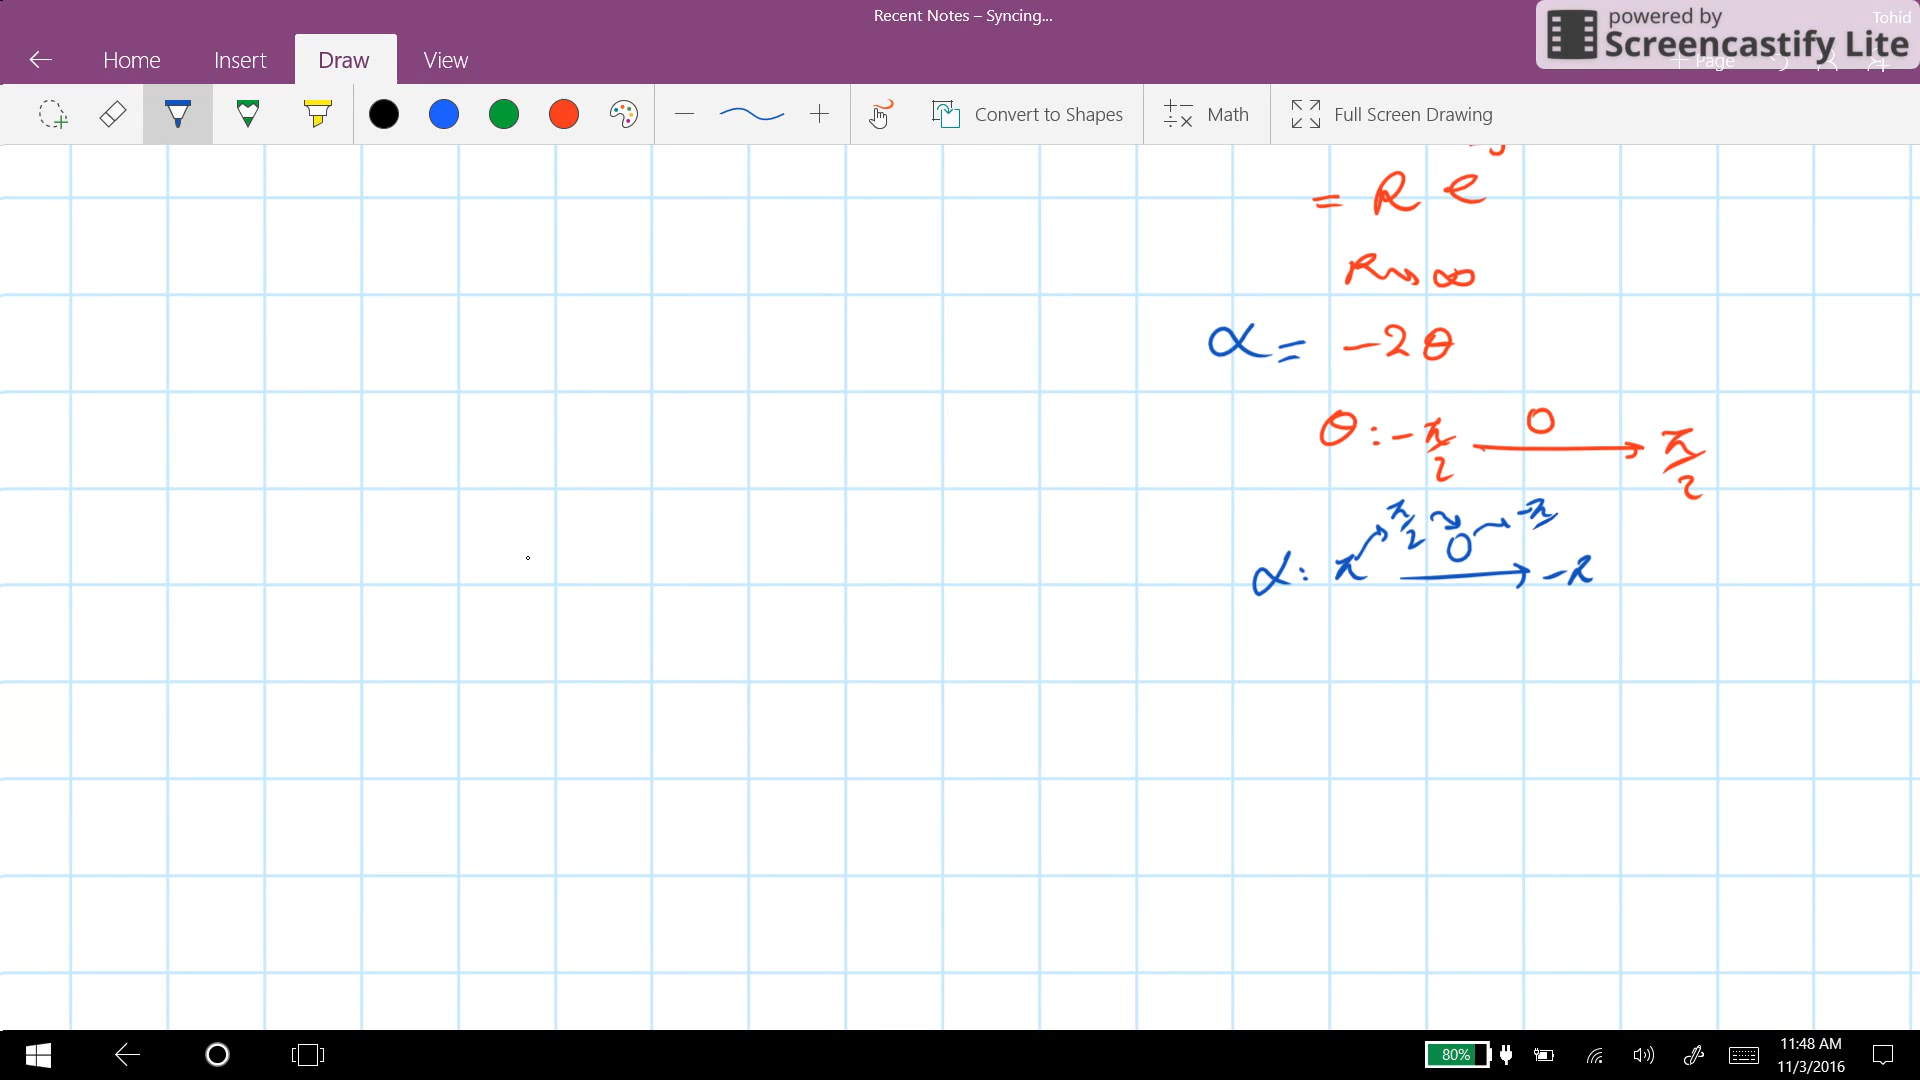 Recent Notes – Syncing...
Tohid
powered by
Screencastify Lite
Home Insert Draw View
+ Page
Convert to Shapes Math Full Screen Drawing
= R e
R → ∞
α = -2θ
θ: -π/2 → 0 → π/2
π/2 0 -π
α: π → -π
80%
11:48 AM
11/3/2016